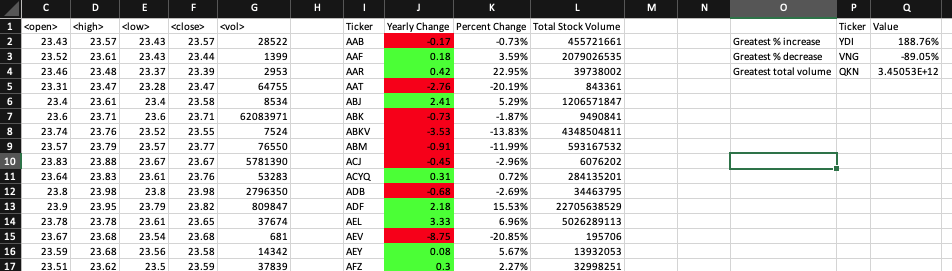 C D E F G H I J K L M N O P Q
1 <open> <high> <low> <close> <vol> Ticker Yearly Change Percent Change Total Stock Volume Ticker Value
2 23.43 23.57 23.43 23.57 28522 AAB -0.17 -0.73% 455721661 Greatest % increase YDI 188.76%
3 23.52 23.61 23.43 23.44 1399 AAF 0.18 3.59% 2079026535 Greatest % decrease VNG -89.05%
4 23.46 23.48 23.37 23.39 2953 AAR 0.42 22.95% 39738002 Greatest total volume QKN 3.45053E+12
5 23.31 23.47 23.28 23.47 64755 AAT -2.76 -20.19% 843361
6 23.4 23.61 23.4 23.58 8534 ABJ 2.41 5.29% 1206571847
7 23.6 23.71 23.6 23.71 62083971 ABK -0.73 -1.87% 9490841
8 23.74 23.76 23.52 23.55 7524 ABKV -3.53 -13.83% 4348504811
9 23.57 23.79 23.57 23.77 76550 ABM -0.91 -11.99% 593167532
10 23.83 23.88 23.67 23.67 5781390 ACJ -0.45 -2.96% 6076202
11 23.64 23.83 23.61 23.76 53283 ACYQ 0.31 0.72% 284135201
12 23.8 23.98 23.8 23.98 2796350 ADB -0.68 -2.69% 34463795
13 23.9 23.95 23.79 23.82 809847 ADF 2.18 15.53% 22705638529
14 23.78 23.78 23.61 23.65 37674 AEL 3.33 6.96% 5026289113
15 23.67 23.68 23.54 23.68 681 AEV -8.75 -20.85% 195706
16 23.59 23.68 23.56 23.58 14342 AEY 0.08 5.67% 13932053
17 23.51 23.62 23.5 23.59 37839 AFZ 0.3 2.27% 32998251